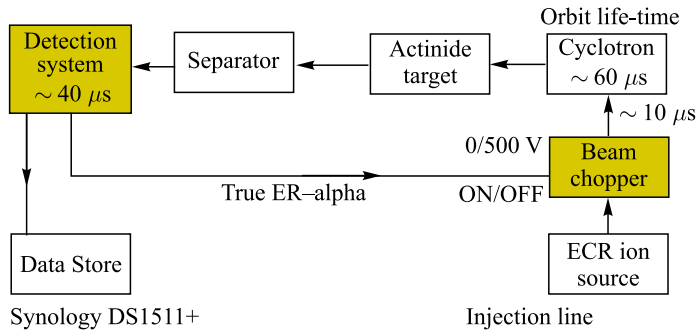 Orbit life-time
Detection
system
~ 40 μs
Separator
Actinide
target
Cyclotron
~ 60 μs
~ 10 μs
0/500 V
Beam
chopper
True ER–alpha
ON/OFF
Data Store
ECR ion
source
Synology DS1511+
Injection line